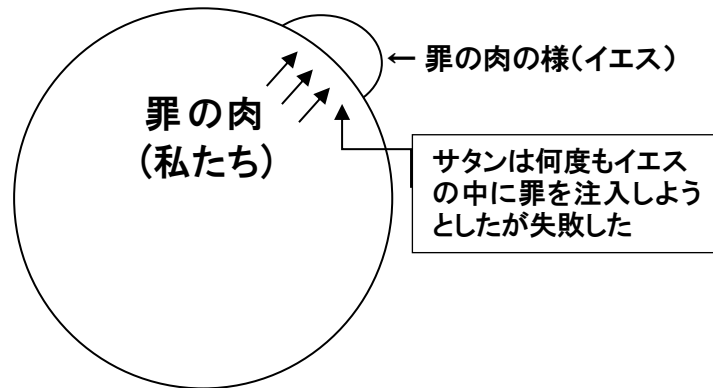 ← 罪の肉の様（イエス）
罪の肉
（私たち）
サタンは何度もイエス
の中に罪を注入しよう
としたが失敗した